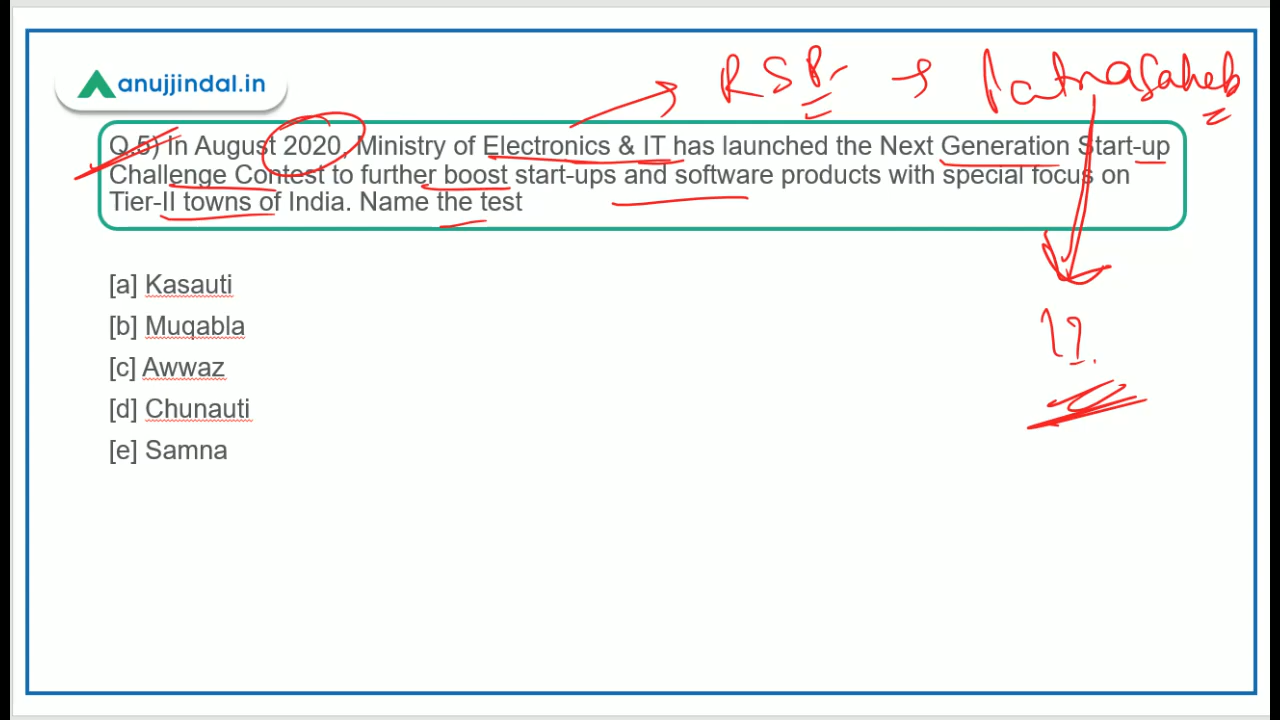 anujjindal.in
RSPr → PatnaSaheb
Q.5) In August 2020, Ministry of Electronics & IT has launched the Next Generation Start-up
Challenge Contest to further boost start-ups and software products with special focus on
Tier-II towns of India. Name the test
[a] Kasauti
[b] Muqabla
[c] Awwaz
[d] Chunauti
[e] Samna